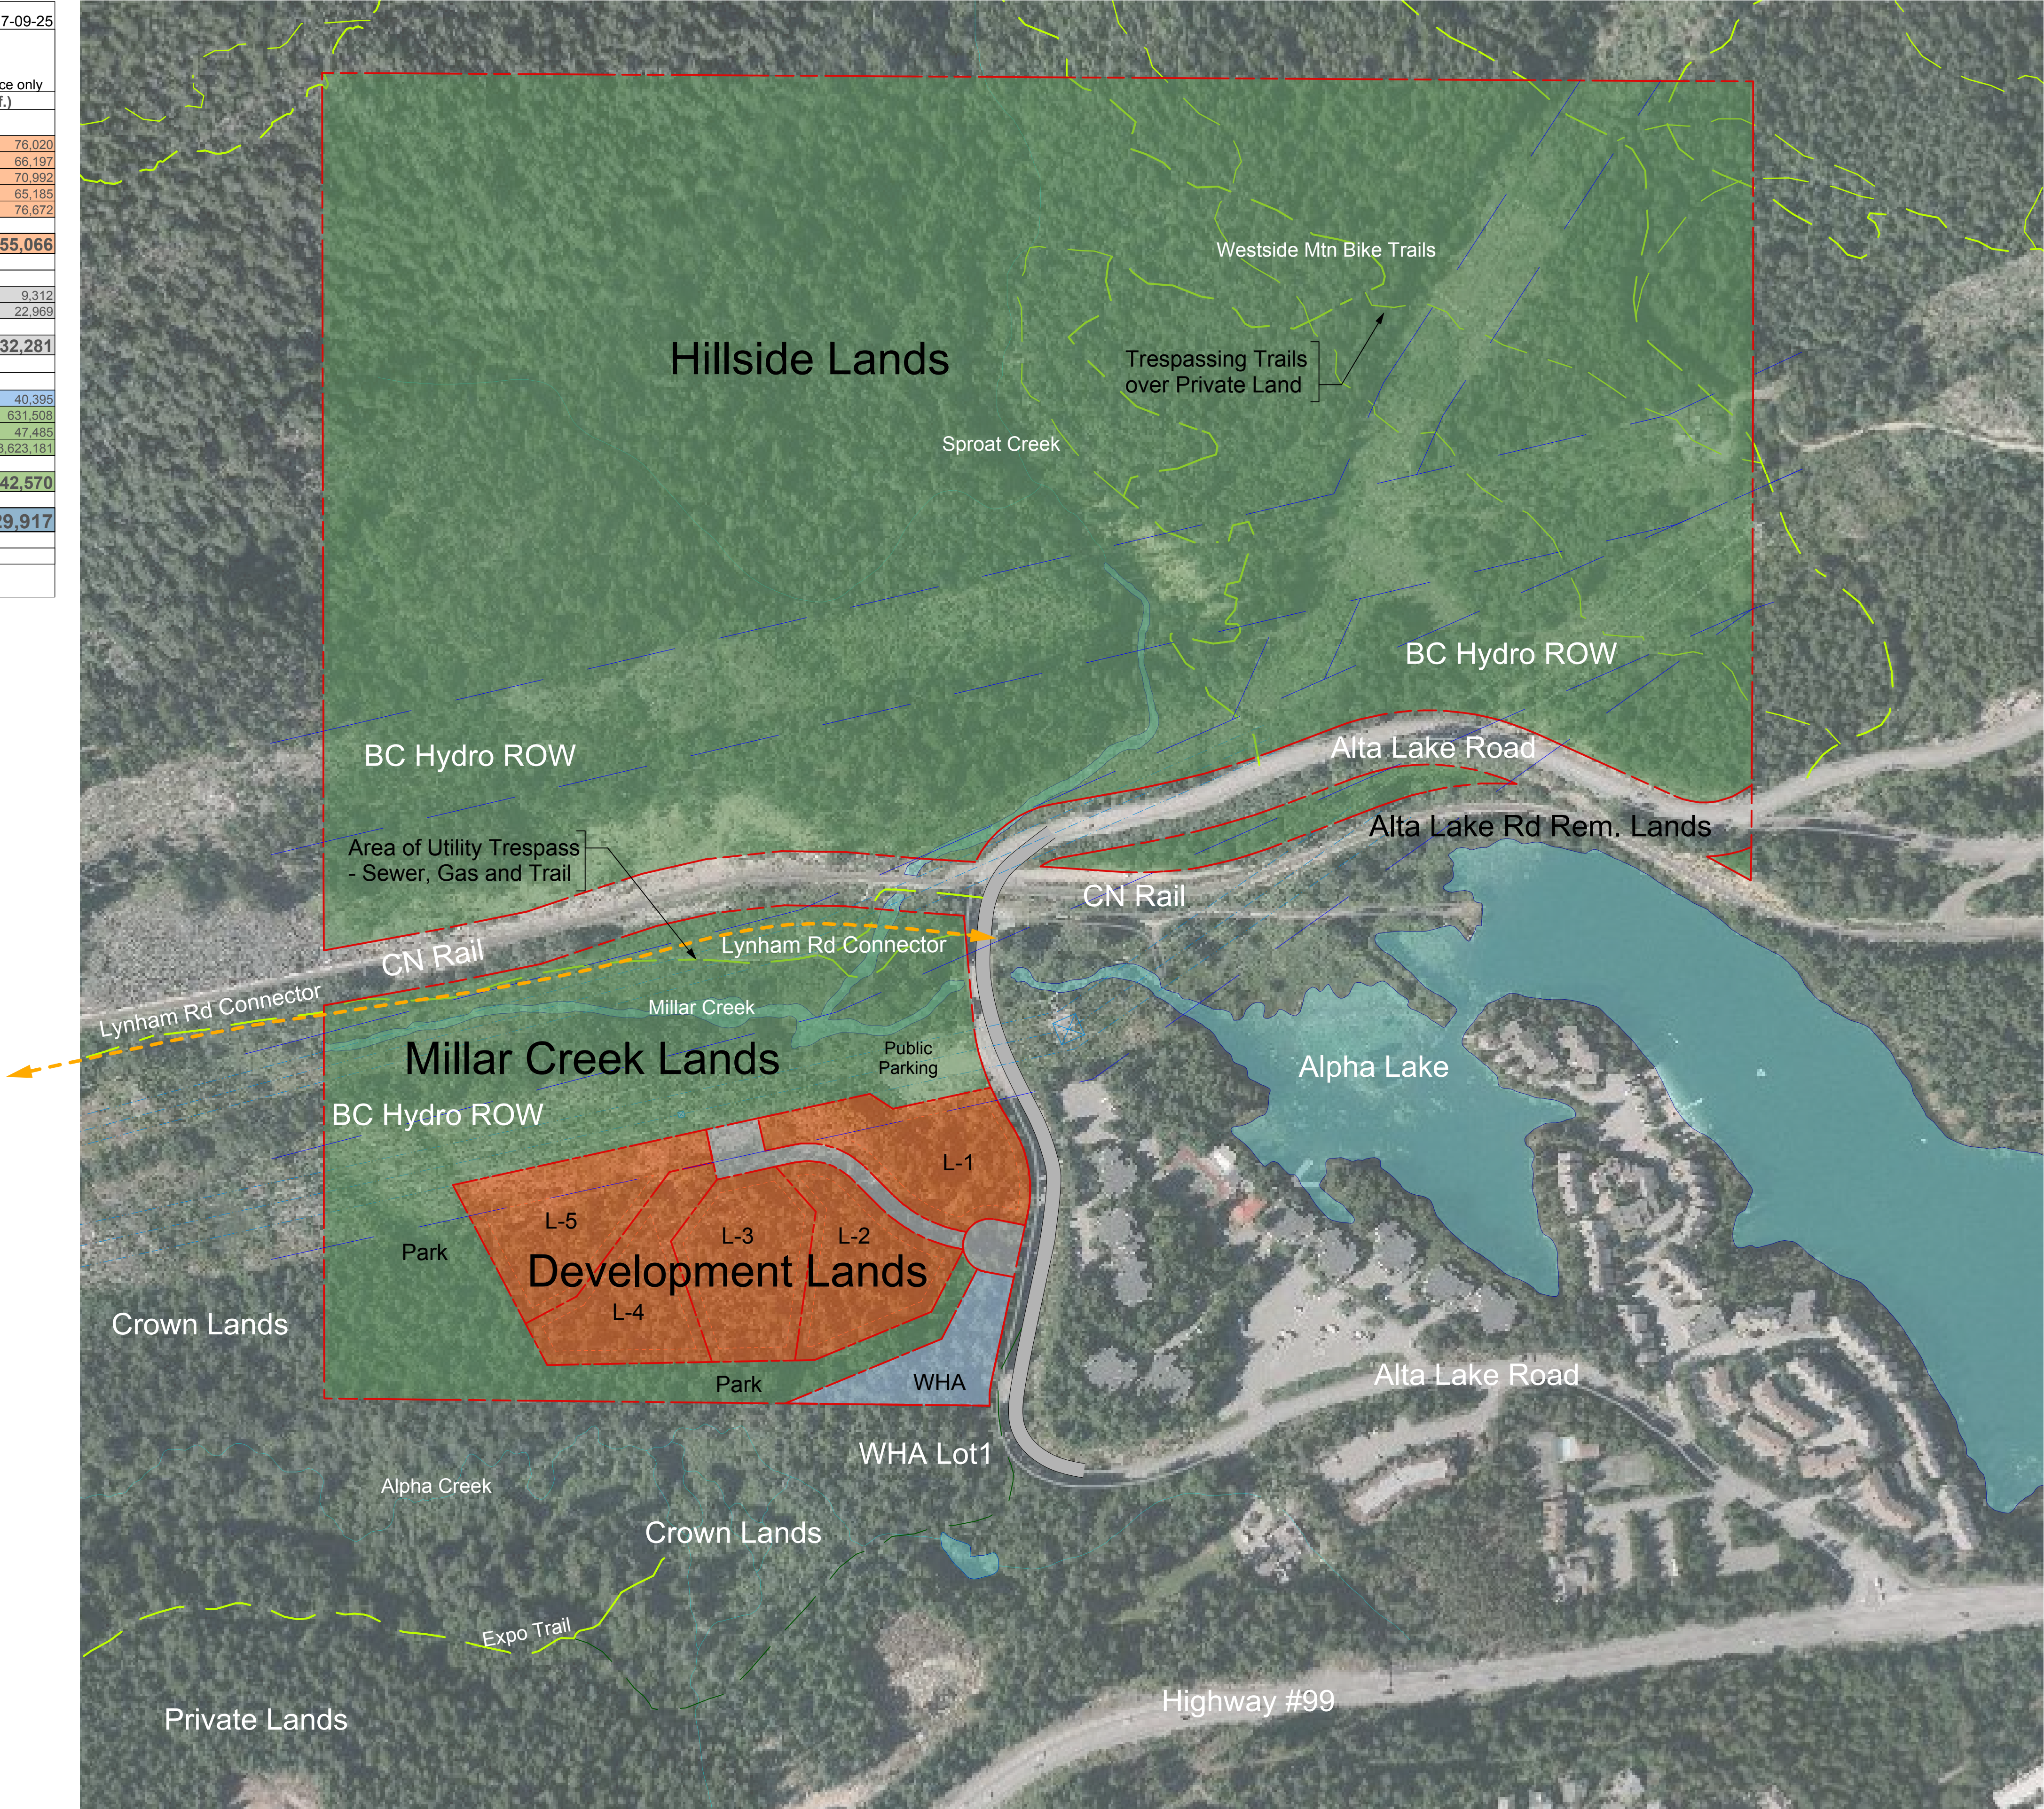 7-09-25
ce only
f.)
76,020
66,197
70,992
65,185
76,672
55,066
9,312
22,969
32,281
40,395
631,508
47,485
3,623,181
42,570
29,917
Westside Mtn Bike Trails
Hillside Lands
Trespassing Trails
over Private Land
Sproat Creek
BC Hydro ROW
BC Hydro ROW
Alta Lake Road
Alta Lake Rd Rem. Lands
Area of Utility Trespass
- Sewer, Gas and Trail
CN Rail
CN Rail
Lynham Rd Connector
Lynham Rd Connector
Millar Creek
Millar Creek Lands
Public
Parking
Alpha Lake
BC Hydro ROW
L-1
L-5
L-3
L-2
Park
Development Lands
L-4
Crown Lands
Park
WHA
Alta Lake Road
WHA Lot1
Alpha Creek
Crown Lands
Expo Trail
Highway #99
Private Lands